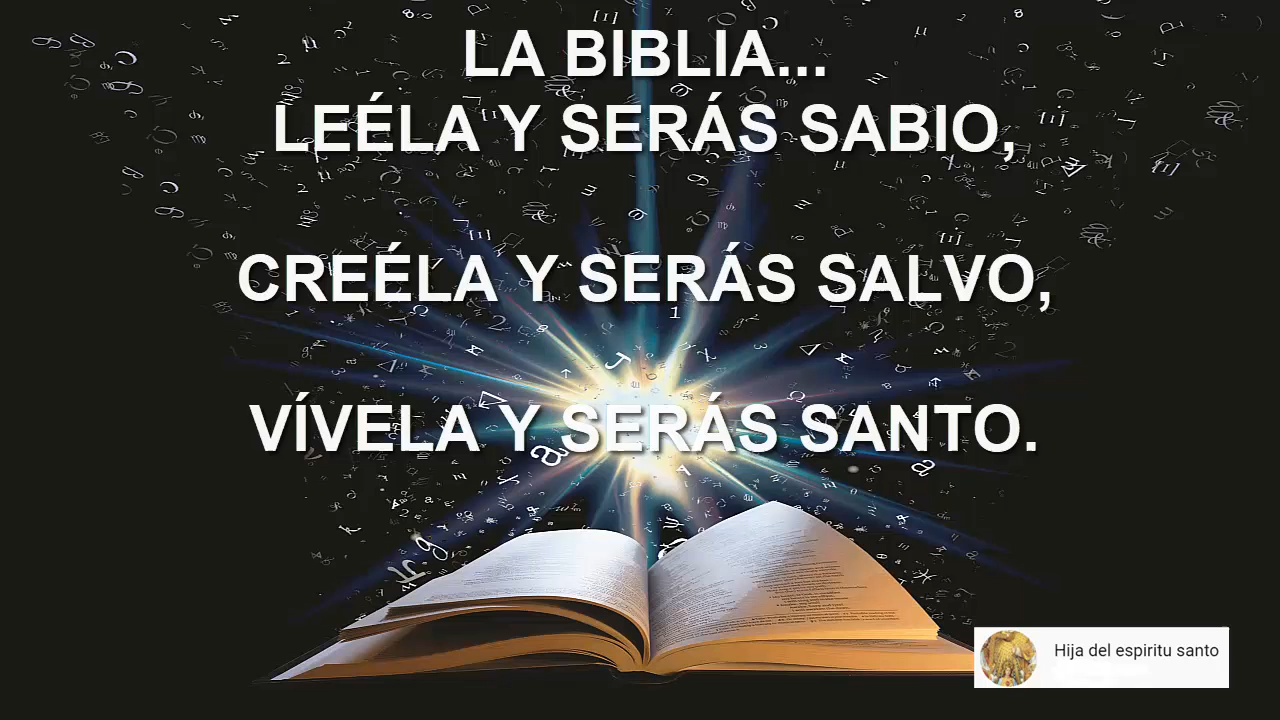 LA BIBLIA...
LEÉLA Y SERÁS SABIO,
CREÉLA Y SERÁS SALVO,
VÍVELA Y SERÁS SANTO.
Hija del espiritu santo